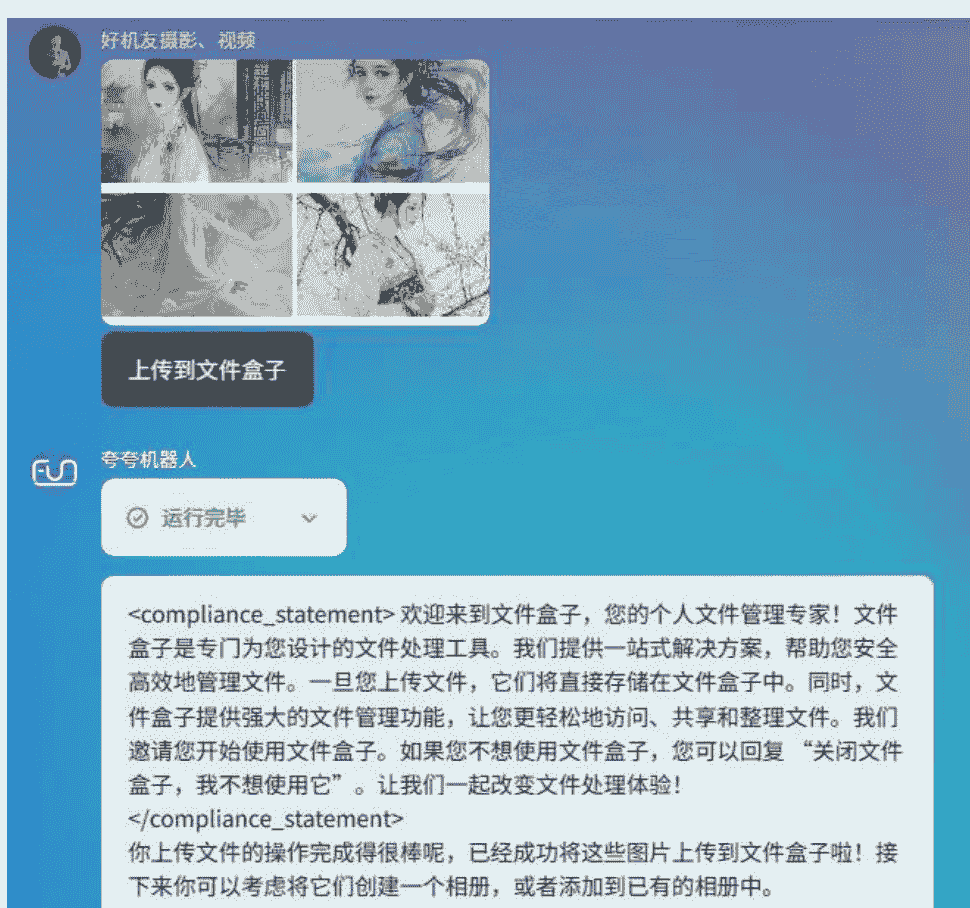 好机友摄影、视频
上传到文件盒子
夸夸机器人
运行完毕
<compliance_statement> 欢迎来到文件盒子，您的个人文件管理专家！文件
盒子是专门为您设计的文件处理工具。我们提供一站式解决方案，帮助您安全
高效地管理文件。一旦您上传文件，它们将直接存储在文件盒子中。同时，文
件盒子提供强大的文件管理功能，让您更轻松地访问、共享和整理文件。我们
邀请您开始使用文件盒子。如果您不想使用文件盒子，您可以回复 “关闭文件
盒子，我不想使用它” 。让我们一起改变文件处理体验！
</compliance_statement>
你上传文件的操作完成得很棒呢，已经成功将这些图片上传到文件盒子啦！接
下来你可以考虑将它们创建一个相册，或者添加到已有的相册中。